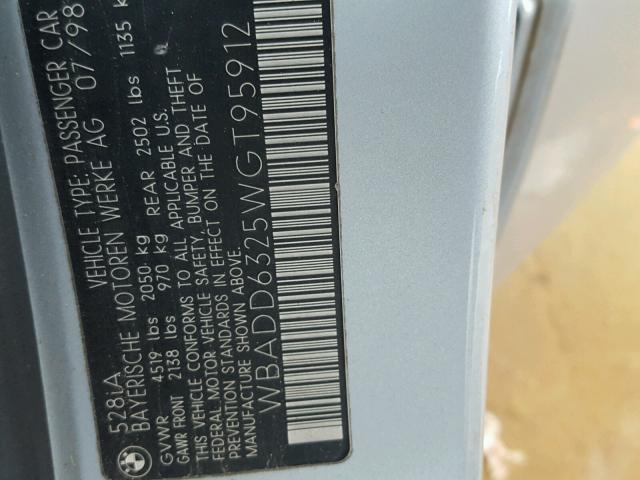 528iA VEHICLE TYPE: PASSENGER CAR
BAYERISCHE MOTOREN WERKE AG 07/98
GVWR 4519 lbs 2050 kg REAR 2502 lbs 1135 k
GAWR FRONT 2138 lbs 970 kg
THIS VEHICLE CONFORMS TO ALL APPLICABLE U.S.
FEDERAL MOTOR VEHICLE SAFETY, BUMPER AND THEFT
PREVENTION STANDARDS IN EFFECT ON THE DATE OF
MANUFACTURE SHOWN ABOVE.
WBADD6325WGT95912